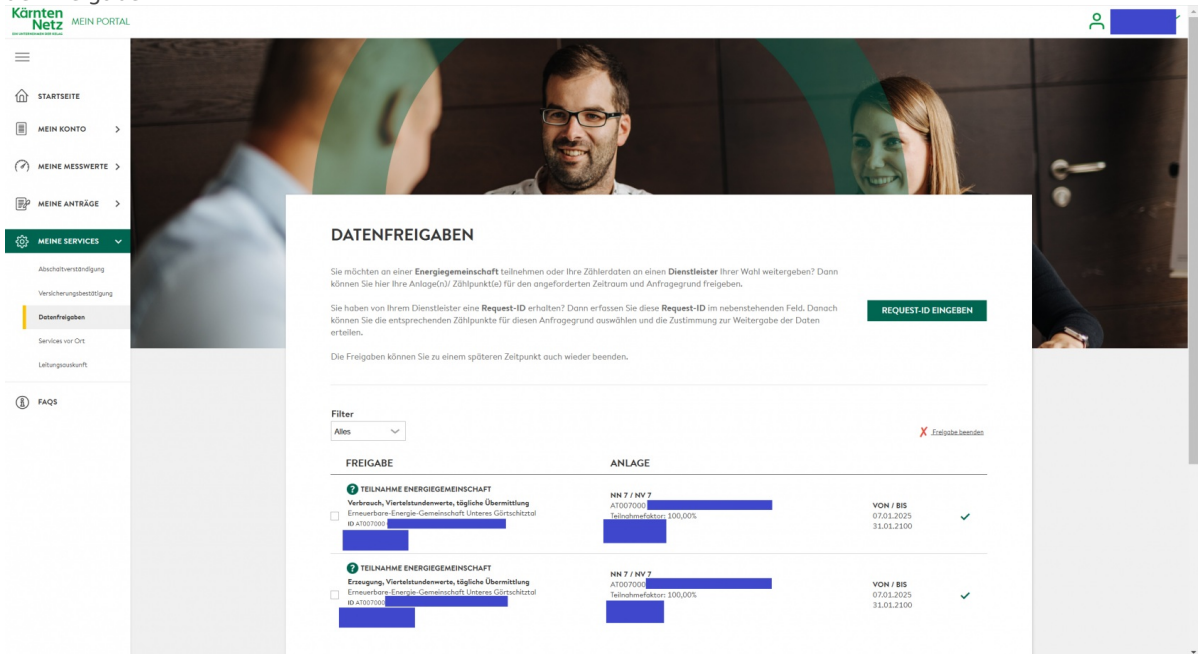 Kärnten
Netz
MEIN PORTAL
STARTSEITE
MEIN KONTO
MEINE MESSWERTE
MEINE ANTRÄGE
MEINE SERVICES
Abschaltverständigung
Versicherungsbestätigung
Datenfreigaben
Services vor Ort
Leitungsauskunft
FAQS
DATENFREIGABEN
Sie möchten an einer Energiegemeinschaft teilnehmen oder Ihre Zählerdaten an einen Dienstleister Ihrer Wahl weitergeben? Dann
können Sie hier Ihre Anlage(n)/ Zählpunkt(e) für den angeforderten Zeitraum und Anfragegrund freigeben.
Sie haben von Ihrem Dienstleister eine Request-ID erhalten? Dann erfassen Sie diese Request-ID im nebenstehenden Feld. Danach
können Sie die entsprechenden Zählpunkte für diesen Anfragegrund auswählen und die Zustimmung zur Weitergabe der Daten
erteilen.
REQUEST-ID EINGEBEN
Die Freigaben können Sie zu einem späteren Zeitpunkt auch wieder beenden.
Filter
Alles
Freigabe beenden
FREIGABE
ANLAGE
TEILNAHME ENERGIEGEMEINSCHAFT
Verbrauch, Viertelstundenwerte, tägliche Übermittlung
Erneuerbare-Energie-Gemeinschaft Unteres Görtschitztal
ID AT007000
NN 7 / NV 7
AT007000
Teilnahmefaktor: 100,00%
VON / BIS
07.01.2025
31.01.2100
TEILNAHME ENERGIEGEMEINSCHAFT
Erzeugung, Viertelstundenwerte, tägliche Übermittlung
Erneuerbare-Energie-Gemeinschaft Unteres Görtschitztal
ID AT007000
NN 7 / NV 7
AT007000
Teilnahmefaktor: 100,00%
VON / BIS
07.01.2025
31.01.2100